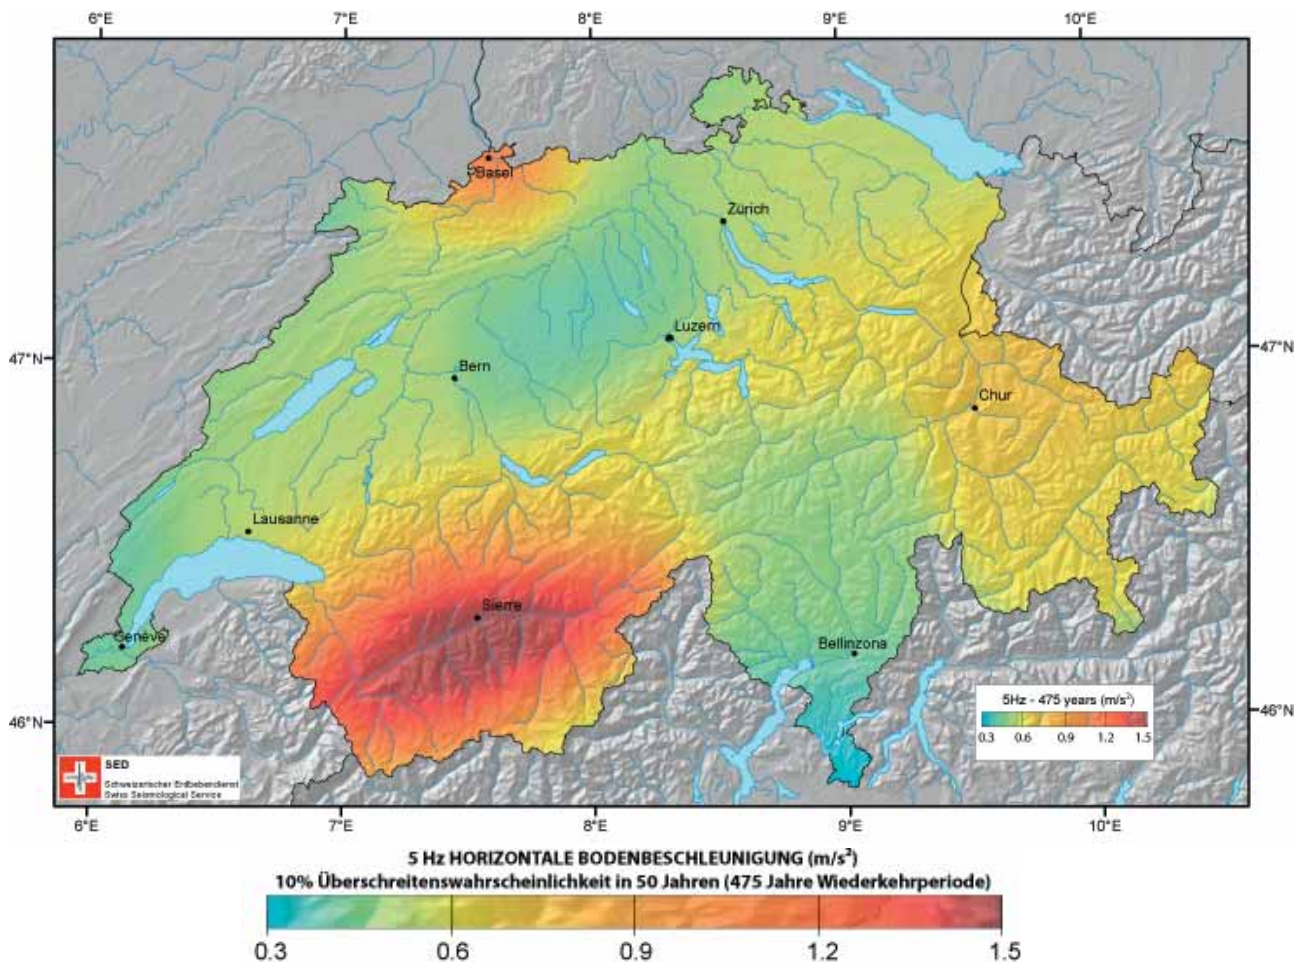 6°E 7°E 8°E 9°E 10°E
Basel
Zürich
Luzern
47°N 47°N
Bern
Chur
Lausanne
Sierre
Genève
Bellinzona
5Hz - 475 years (m/s²)
0.3 0.6 0.9 1.2 1.5
46°N 46°N
SED
Schweizerischer Erdbebendienst
Swiss Seismological Service
6°E 7°E 8°E 9°E 10°E
5 Hz HORIZONTALE BODENBESCHLEUNIGUNG (m/s²)
10% Überschreitenswahrscheinlichkeit in 50 Jahren (475 Jahre Wiederkehrperiode)
0.3 0.6 0.9 1.2 1.5